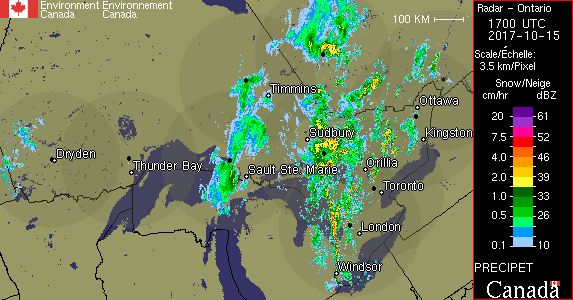 Environment Environnement
Canada Canada
100 KM
Timmins
Ottawa
Sudbury
Kingston
Dryden
Thunder Bay
Sault Ste. Marie
Orillia
Toronto
London
Windsor
Radar - Ontario
1700 UTC
2017-10-15
Scale/Échelle:
3.5 km/Pixel
Snow/Neige
cm/hr dBZ
20 61
7.5 52
4.0 46
2.0 39
1.0 33
0.5 26
0.1 10
PRECIPET
Canada